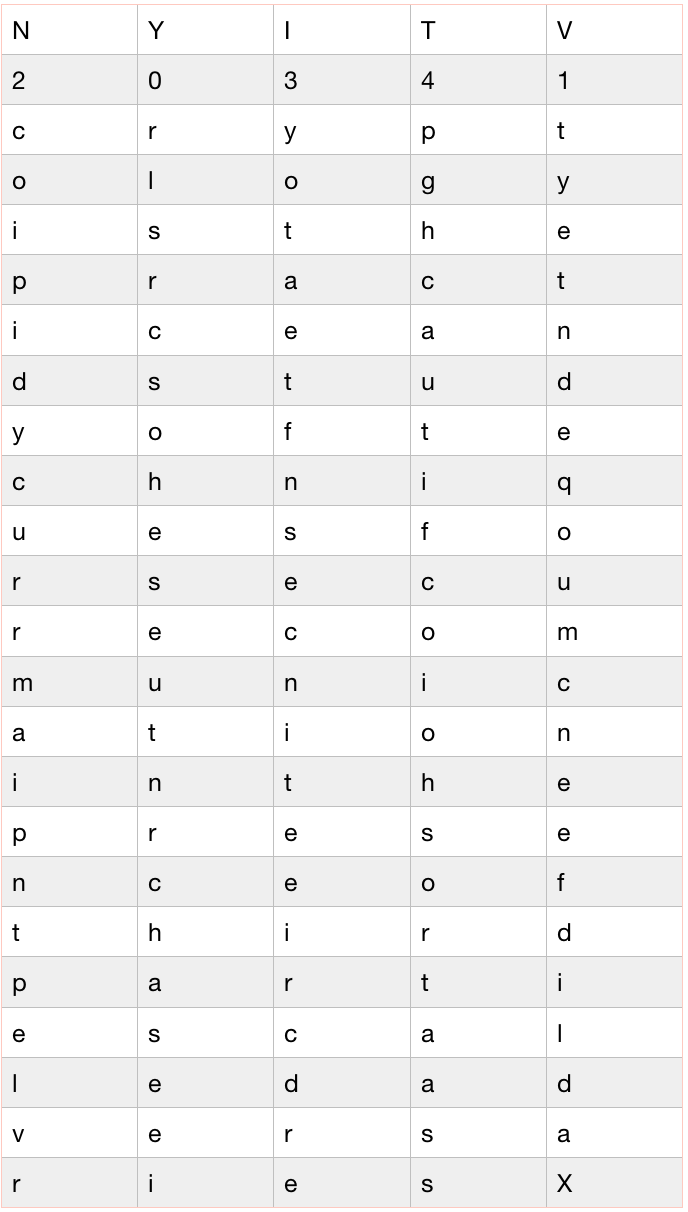 N Y I T V
2 0 3 4 1
c r y p t
o l o g y
i s t h e
p r a c t
i c e a n
d s t u d
y o f t e
c h n i q
u e s f o
r s e c u
r e c o m
m u n i c
a t i o n
i n t h e
p r e s e
n c e o f
t h i r d
p a r t i
e s c a l
l e d a d
v e r s a
r i e s X